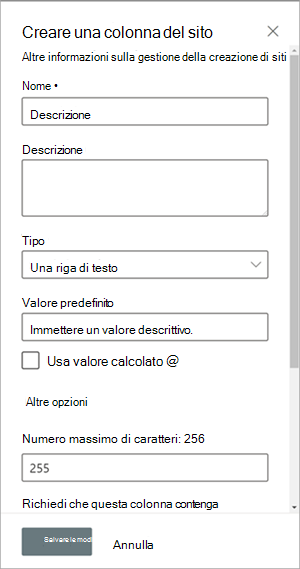 Creare una colonna del sito
Altre informazioni sulla gestione della creazione di siti
Nome •
Descrizione
Descrizione
Tipo
Una riga di testo
Valore predefinito
Immettere un valore descrittivo.
Usa valore calcolato @
Altre opzioni
Numero massimo di caratteri: 256
255
Richiedi che questa colonna contenga
Salvare le modi
Annulla